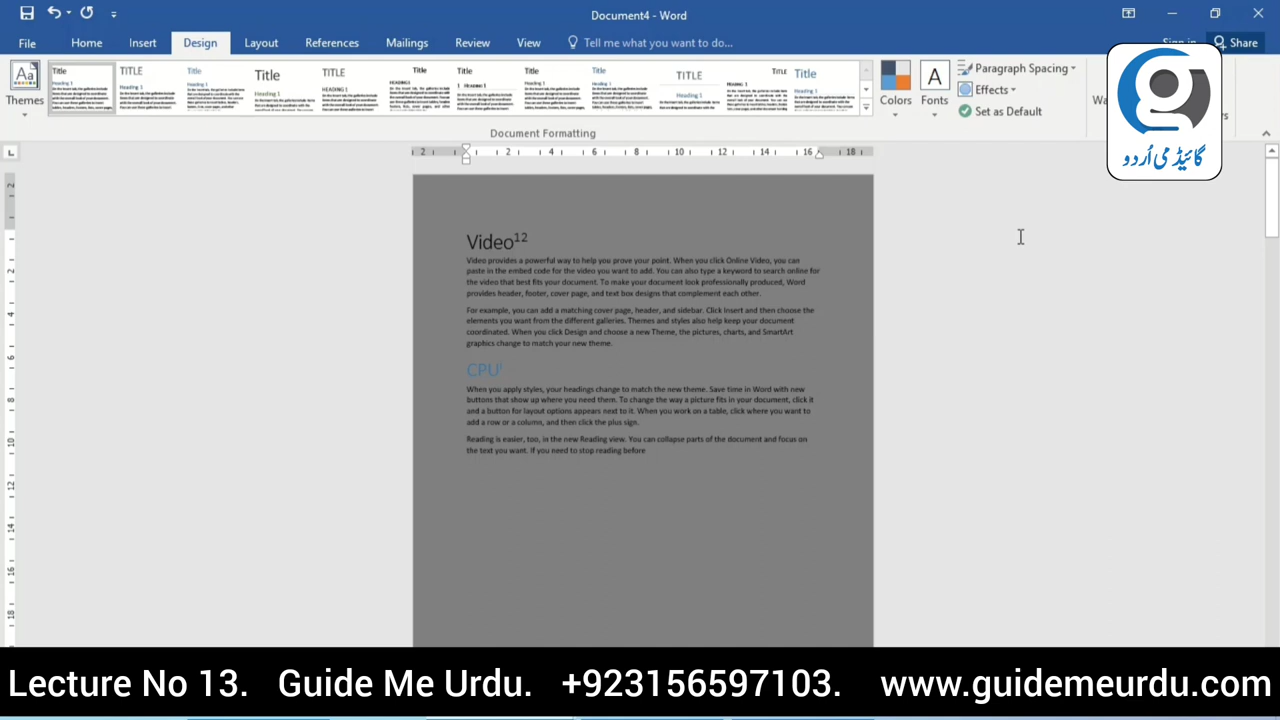 Document4 - Word
File Home Insert Design Layout References Mailings Review View Tell me what you want to do... Sign in Share
Themes
Colors
Fonts
Paragraph Spacing
Effects
Set as Default
Document Formatting
گائیڈ می اُردو
Video12
Video provides a powerful way to help you prove your point. When you click Online Video, you can
paste in the embed code for the video you want to add. You can also type a keyword to search online for
the video that best fits your document. To make your document look professionally produced, Word
provides header, footer, cover page, and text box designs that complement each other.
For example, you can add a matching cover page, header, and sidebar. Click Insert and then choose the
elements you want from the different galleries. Themes and styles also help keep your document
coordinated. When you click Design and choose a new Theme, the pictures, charts, and SmartArt
graphics change to match your new theme.
CPU
When you apply styles, your headings change to match the new theme. Save time in Word with new
buttons that show up where you need them. To change the way a picture fits in your document, click it
and a button for layout options appears next to it. When you work on a table, click where you want to
add a row or a column, and then click the plus sign.
Reading is easier, too, in the new Reading view. You can collapse parts of the document and focus on
the text you want. If you need to stop reading before
Lecture No 13. Guide Me Urdu. +923156597103. www.guidemeurdu.com